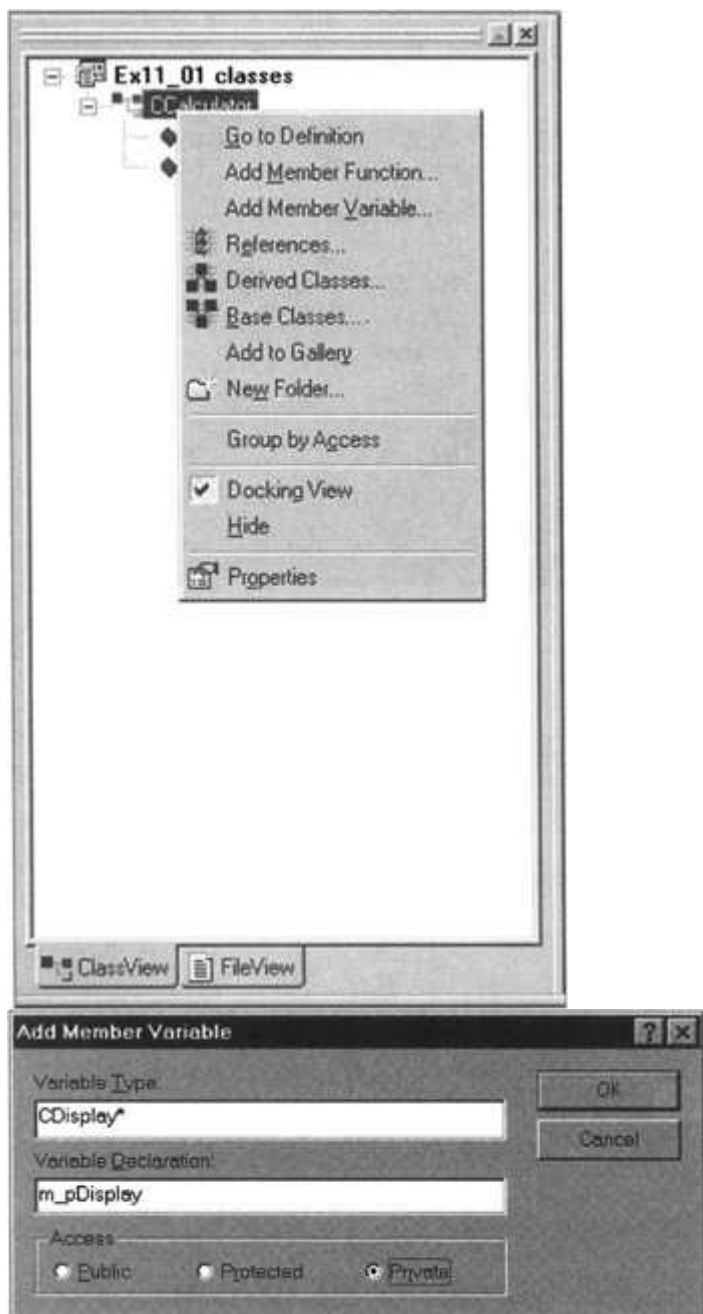 Ex11_01 classes
CCalculator
Go to Definition
Add Member Function...
Add Member Variable...
References...
Derived Classes...
Base Classes...
Add to Gallery
New Folder...
Group by Access
Docking View
Hide
Properties
ClassView
FileView
Add Member Variable
Variable Type:
OK
CDisplay*
Cancel
Variable Declaration:
m_pDisplay
Access
Public
Protected
Private